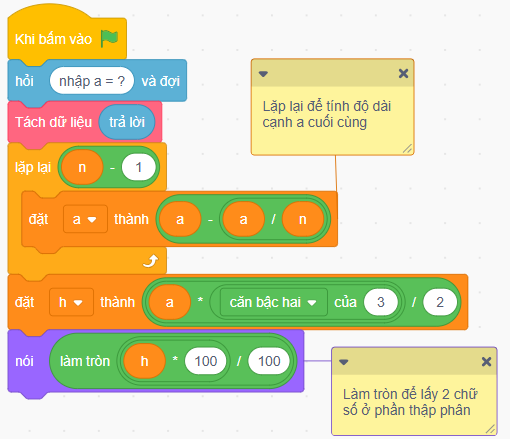 Khi bấm vào
hỏi nhập a = ? và đợi
Tách dữ liệu trả lời
lặp lại n - 1
đặt a thành a - a / n
đặt h thành a * căn bậc hai của 3 / 2
nói làm tròn h * 100 / 100
Lặp lại để tính độ dài
cạnh a cuối cùng
Làm tròn để lấy 2 chữ
số ở phần thập phân